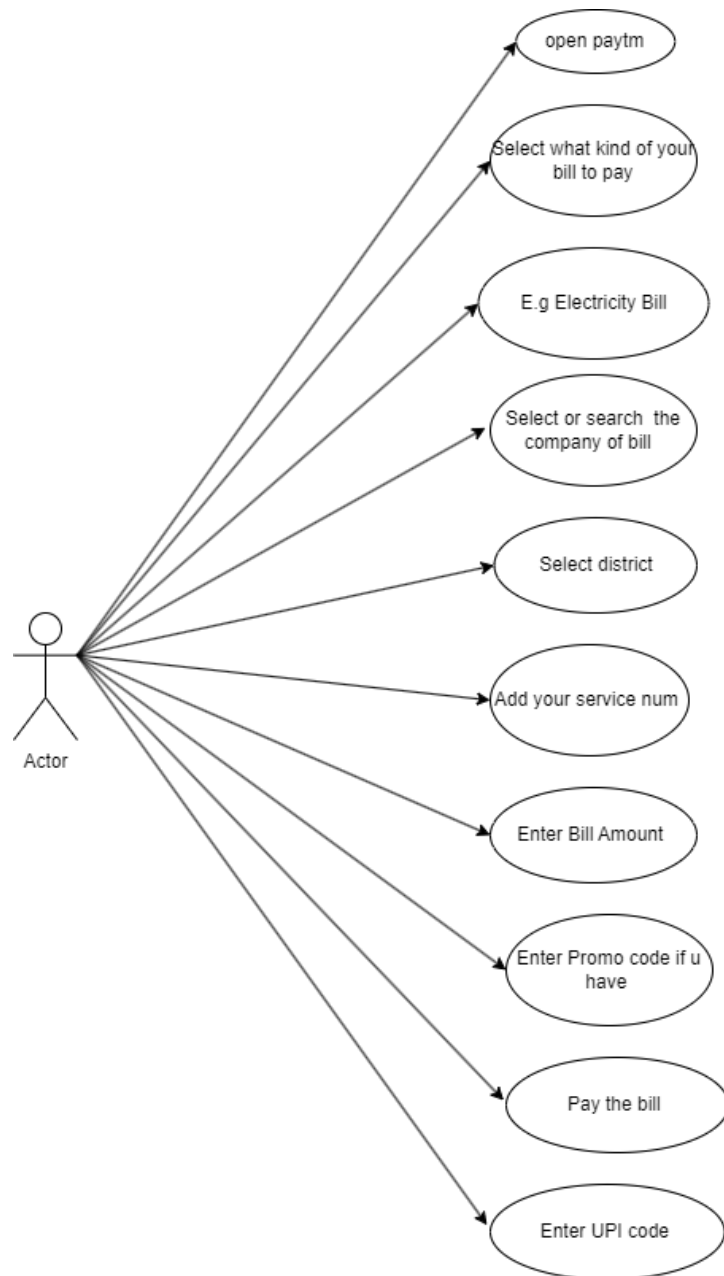 open paytm
Select what kind of your
bill to pay
E.g Electricity Bill
Select or search the
company of bill
Select district
Add your service num
Actor
Enter Bill Amount
Enter Promo code if u
have
Pay the bill
Enter UPI code